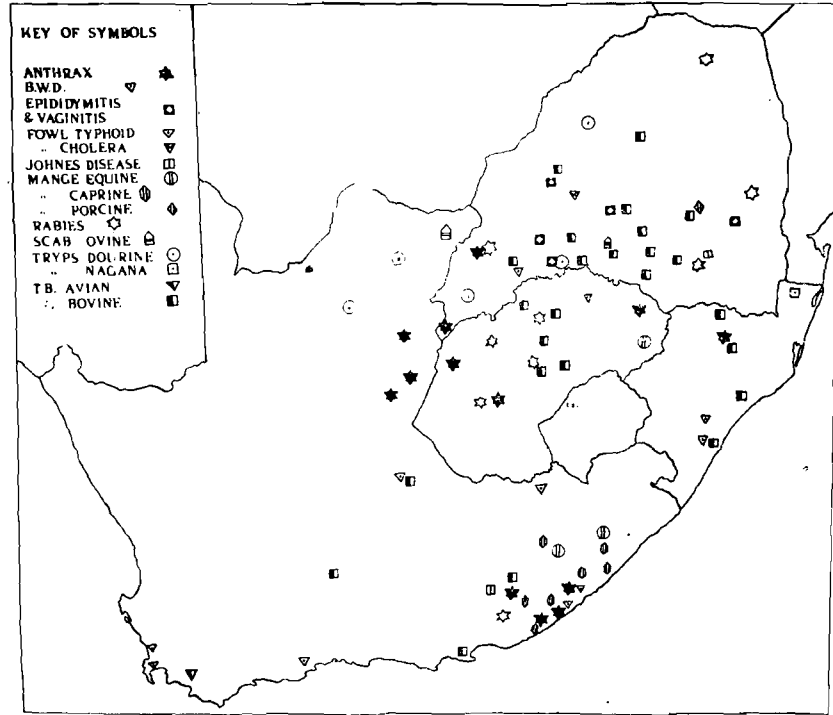 KEY OF SYMBOLS
ANTHRAX
B.W.D.
EPIDIDYMITIS
& VAGINITIS
FOWL TYPHOID
" CHOLERA
JOHNES DISEASE
MANGE EQUINE
" CAPRINE
" PORCINE
RABIES
SCAB OVINE
TRYPS DOURINE
" NAGANA
T.B. AVIAN
" BOVINE